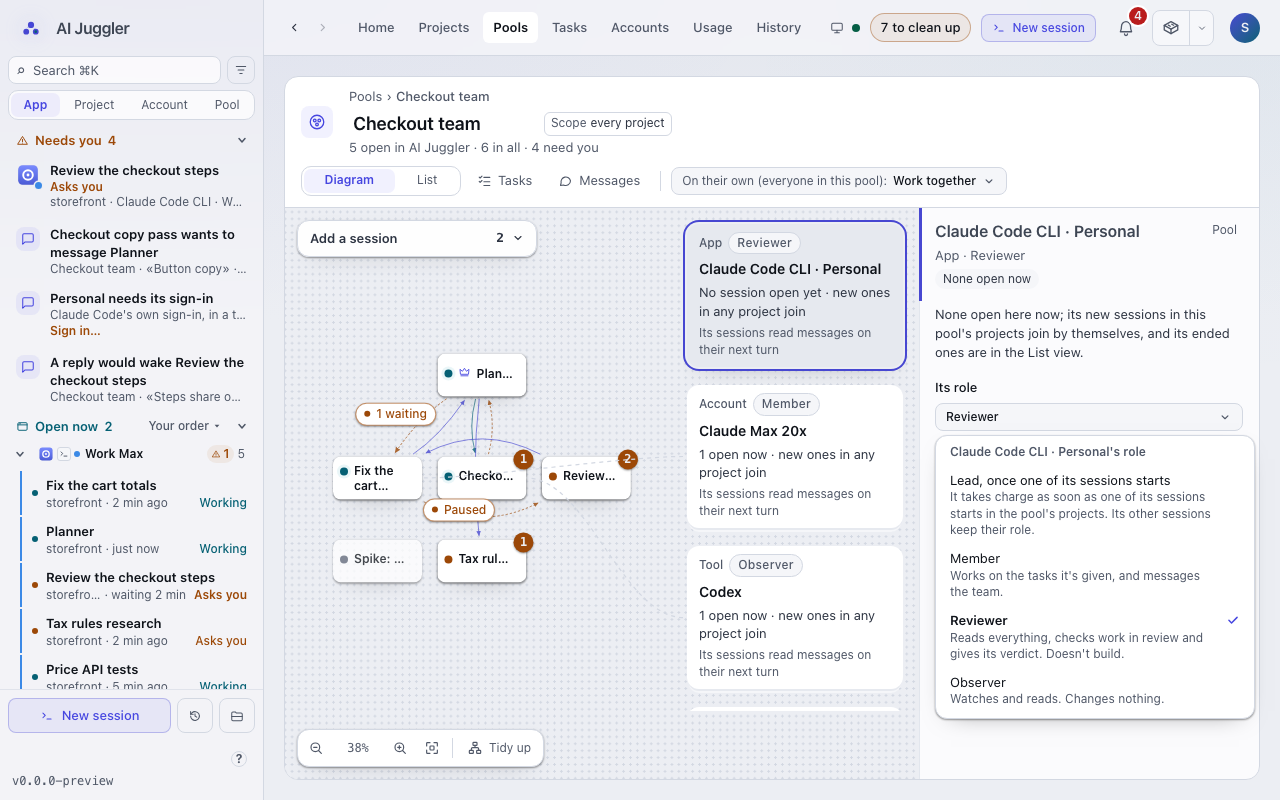 AI Juggler
Search ⌘K
App
Project
Account
Pool
Needs you 4
Review the checkout steps
Asks you
storefront · Claude Code CLI · W...
Checkout copy pass wants to
message Planner
Checkout team · «Button copy» ·...
Personal needs its sign-in
Claude Code's own sign-in, in a t...
Sign in...
A reply would wake Review the
checkout steps
Checkout team · «Steps share o...
Open now 2
Your order
Work Max
1
5
Fix the cart totals
storefront · 2 min ago
Working
Planner
storefront · just now
Working
Review the checkout steps
storefro... · waiting 2 min
Asks you
Tax rules research
storefront · 2 min ago
Asks you
Price API tests
storefront · 5 min ago
Working
New session
?
v0.0.0-preview
Home
Projects
Pools
Tasks
Accounts
Usage
History
7 to clean up
New session
4
S
Pools › Checkout team
Checkout team
Scope every project
5 open in AI Juggler · 6 in all · 4 need you
Diagram
List
Tasks
Messages
On their own (everyone in this pool): Work together
Add a session
2
Plan...
1 waiting
Fix the
cart...
Checko...
1
Review...
2
Paused
Spike: ...
Tax rul...
1
38%
Tidy up
App
Reviewer
Claude Code CLI · Personal
No session open yet · new ones
in any project join
Its sessions read messages on
their next turn
Account
Member
Claude Max 20x
1 open now · new ones in any
project join
Its sessions read messages on
their next turn
Tool
Observer
Codex
1 open now · new ones in any
project join
Its sessions read messages on
their next turn
Claude Code CLI · Personal
Pool
App · Reviewer
None open now
None open here now; its new sessions in this
pool's projects join by themselves, and its ended
ones are in the List view.
Its role
Reviewer
Claude Code CLI · Personal's role
Lead, once one of its sessions starts
It takes charge as soon as one of its sessions
starts in the pool's projects. Its other sessions
keep their role.
Member
Works on the tasks it's given, and messages
the team.
Reviewer
Reads everything, checks work in review and
gives its verdict. Doesn't build.
Observer
Watches and reads. Changes nothing.